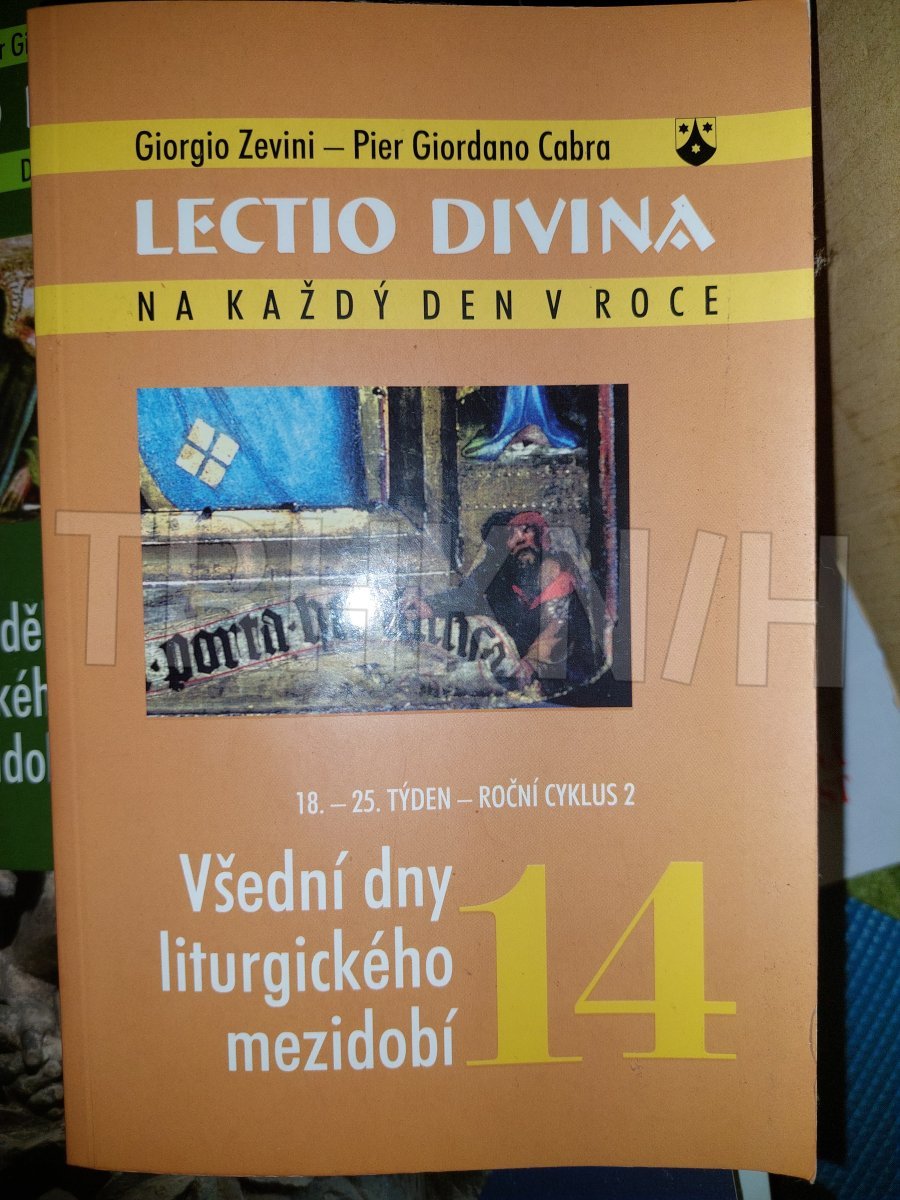 Giorgio Zevini – Pier Giordano Cabra
LECTIO DIVINA
NA KAŽDÝ DEN V ROCE
porta
18. – 25. TÝDEN – ROČNÍ CYKLUS 2
Všední dny
liturgického
mezidobí
14